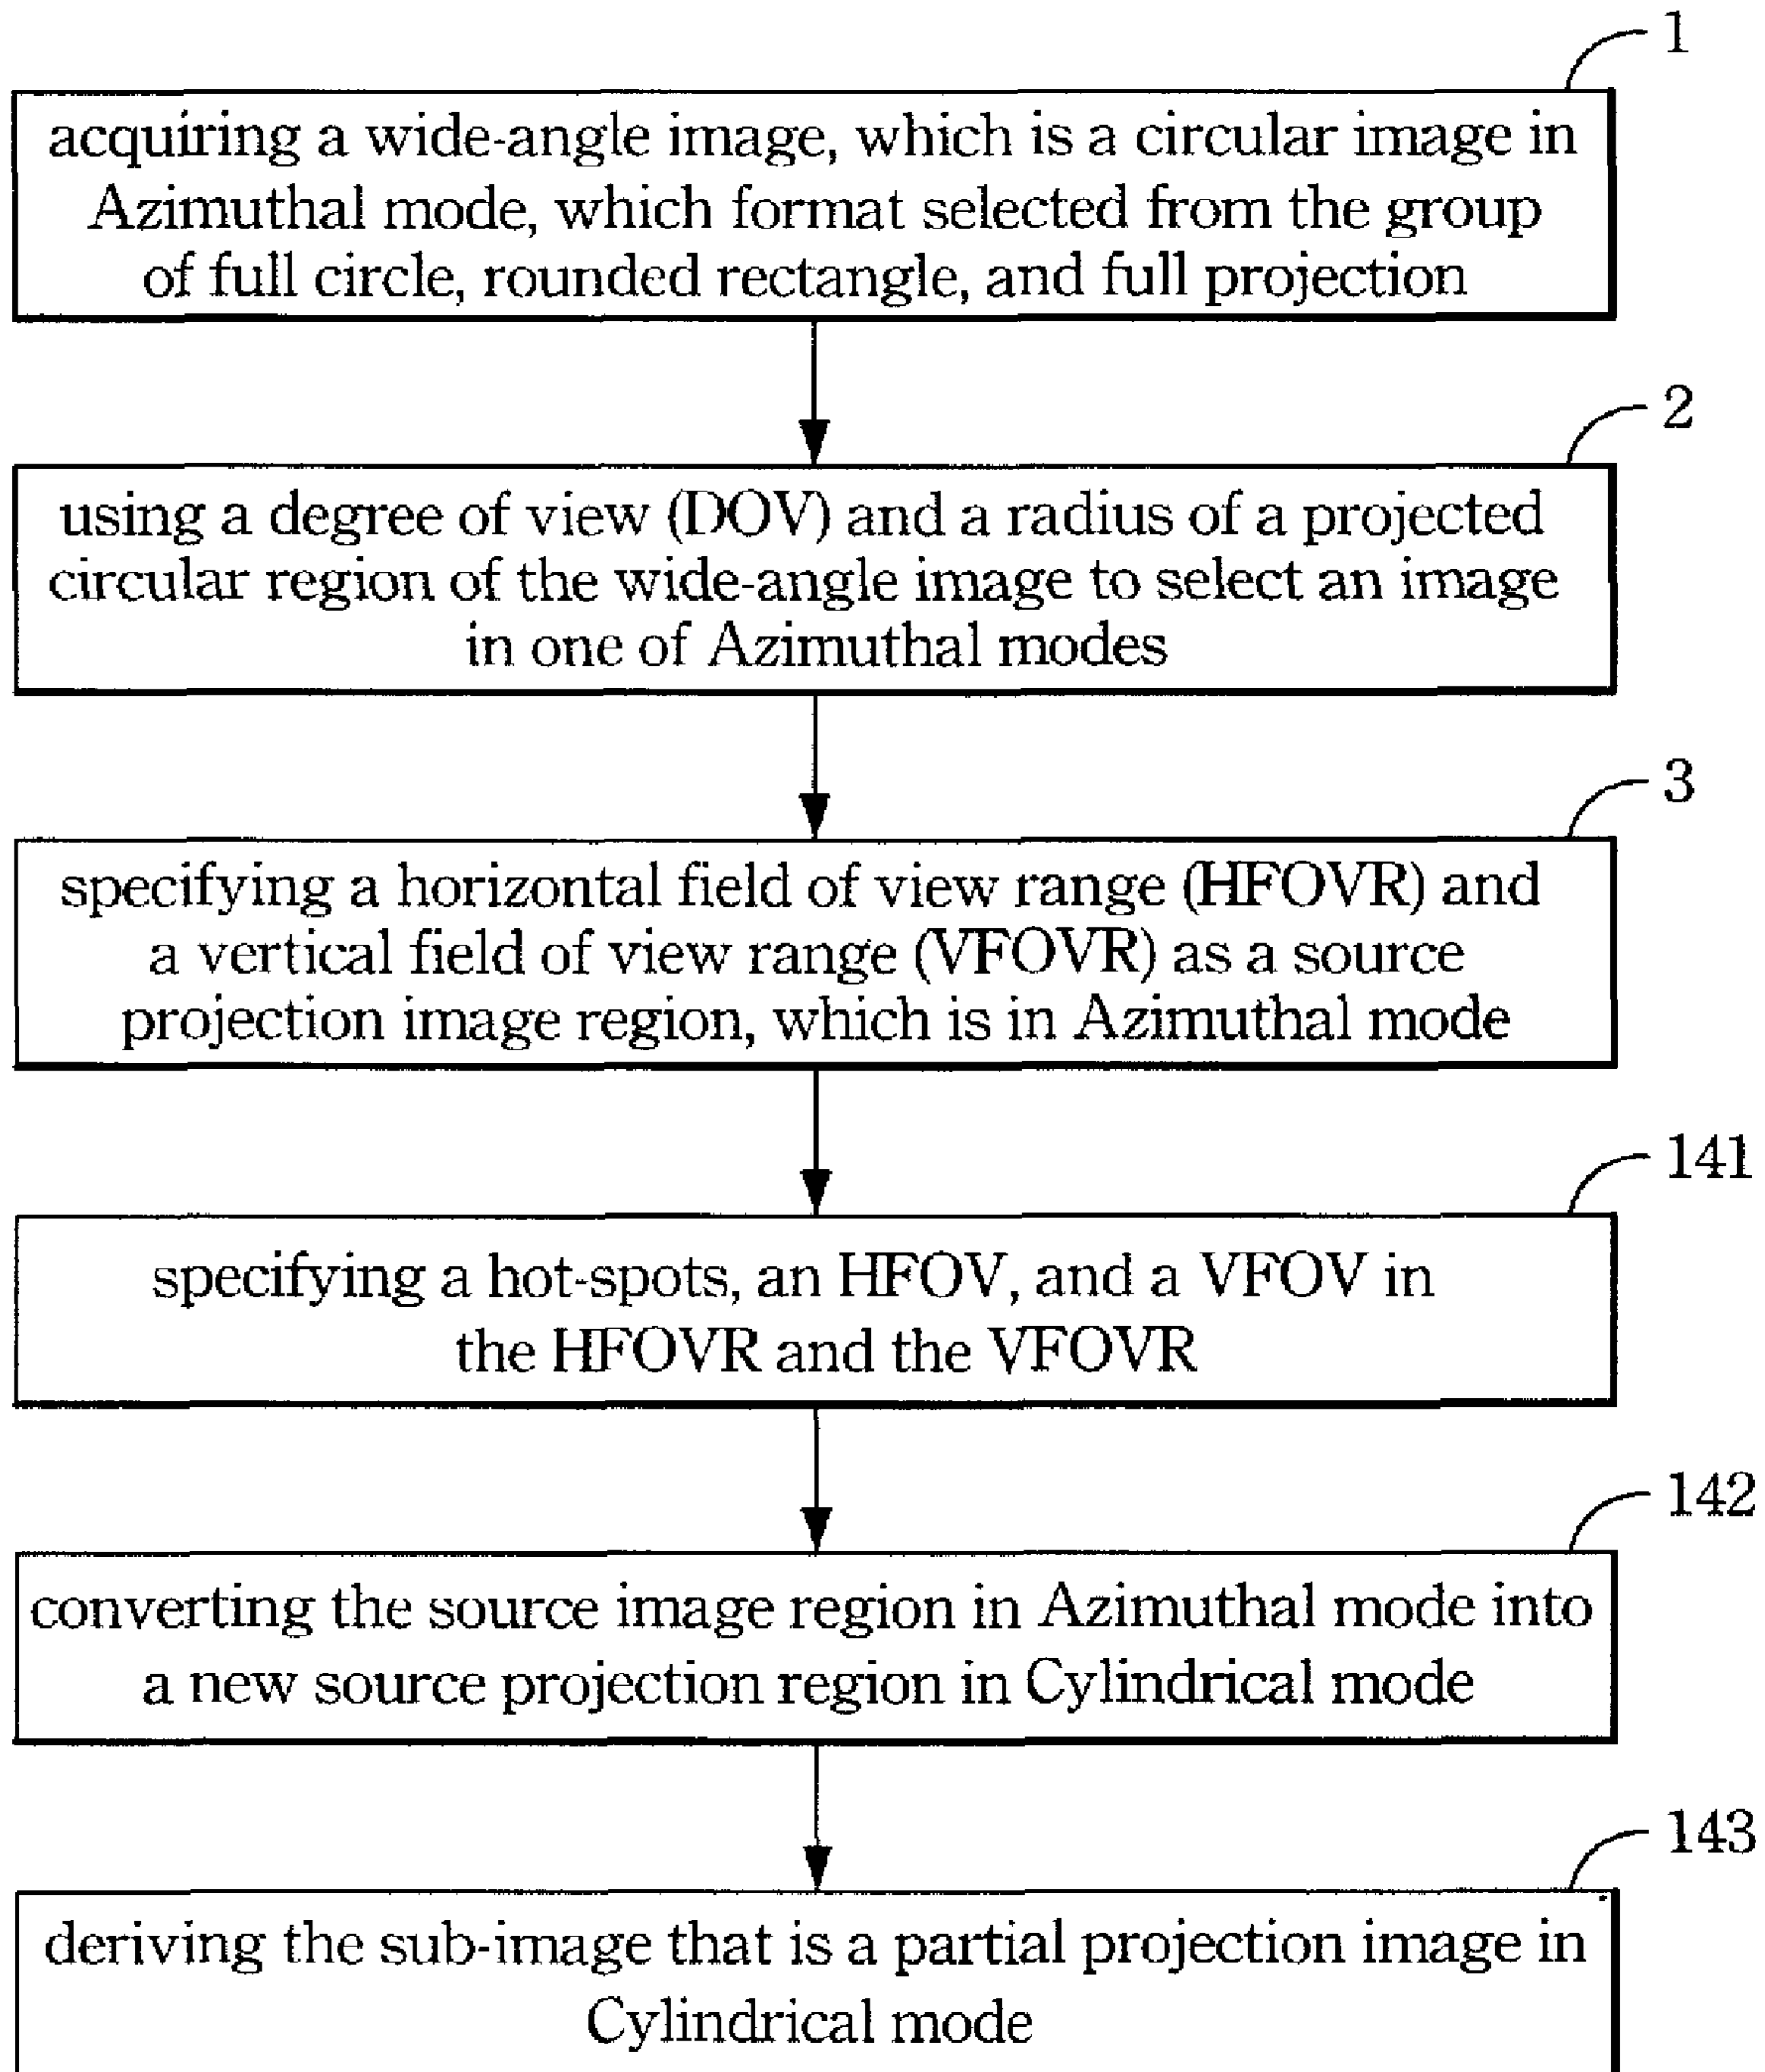 1
acquiring a wide-angle image, which is a circular image in
Azimuthal mode, which format selected from the group
of full circle, rounded rectangle, and full projection
2
using a degree of view (DOV) and a radius of a projected
circular region of the wide-angle image to select an image
in one of Azimuthal modes
3
specifying a horizontal field of view range (HFOVR) and
a vertical field of view range (VFOVR) as a source
projection image region, which is in Azimuthal mode
141
specifying a hot-spots, an HFOV, and a VFOV in
the HFOVR and the VFOVR
142
converting the source image region in Azimuthal mode into
a new source projection region in Cylindrical mode
143
deriving the sub-image that is a partial projection image in
Cylindrical mode